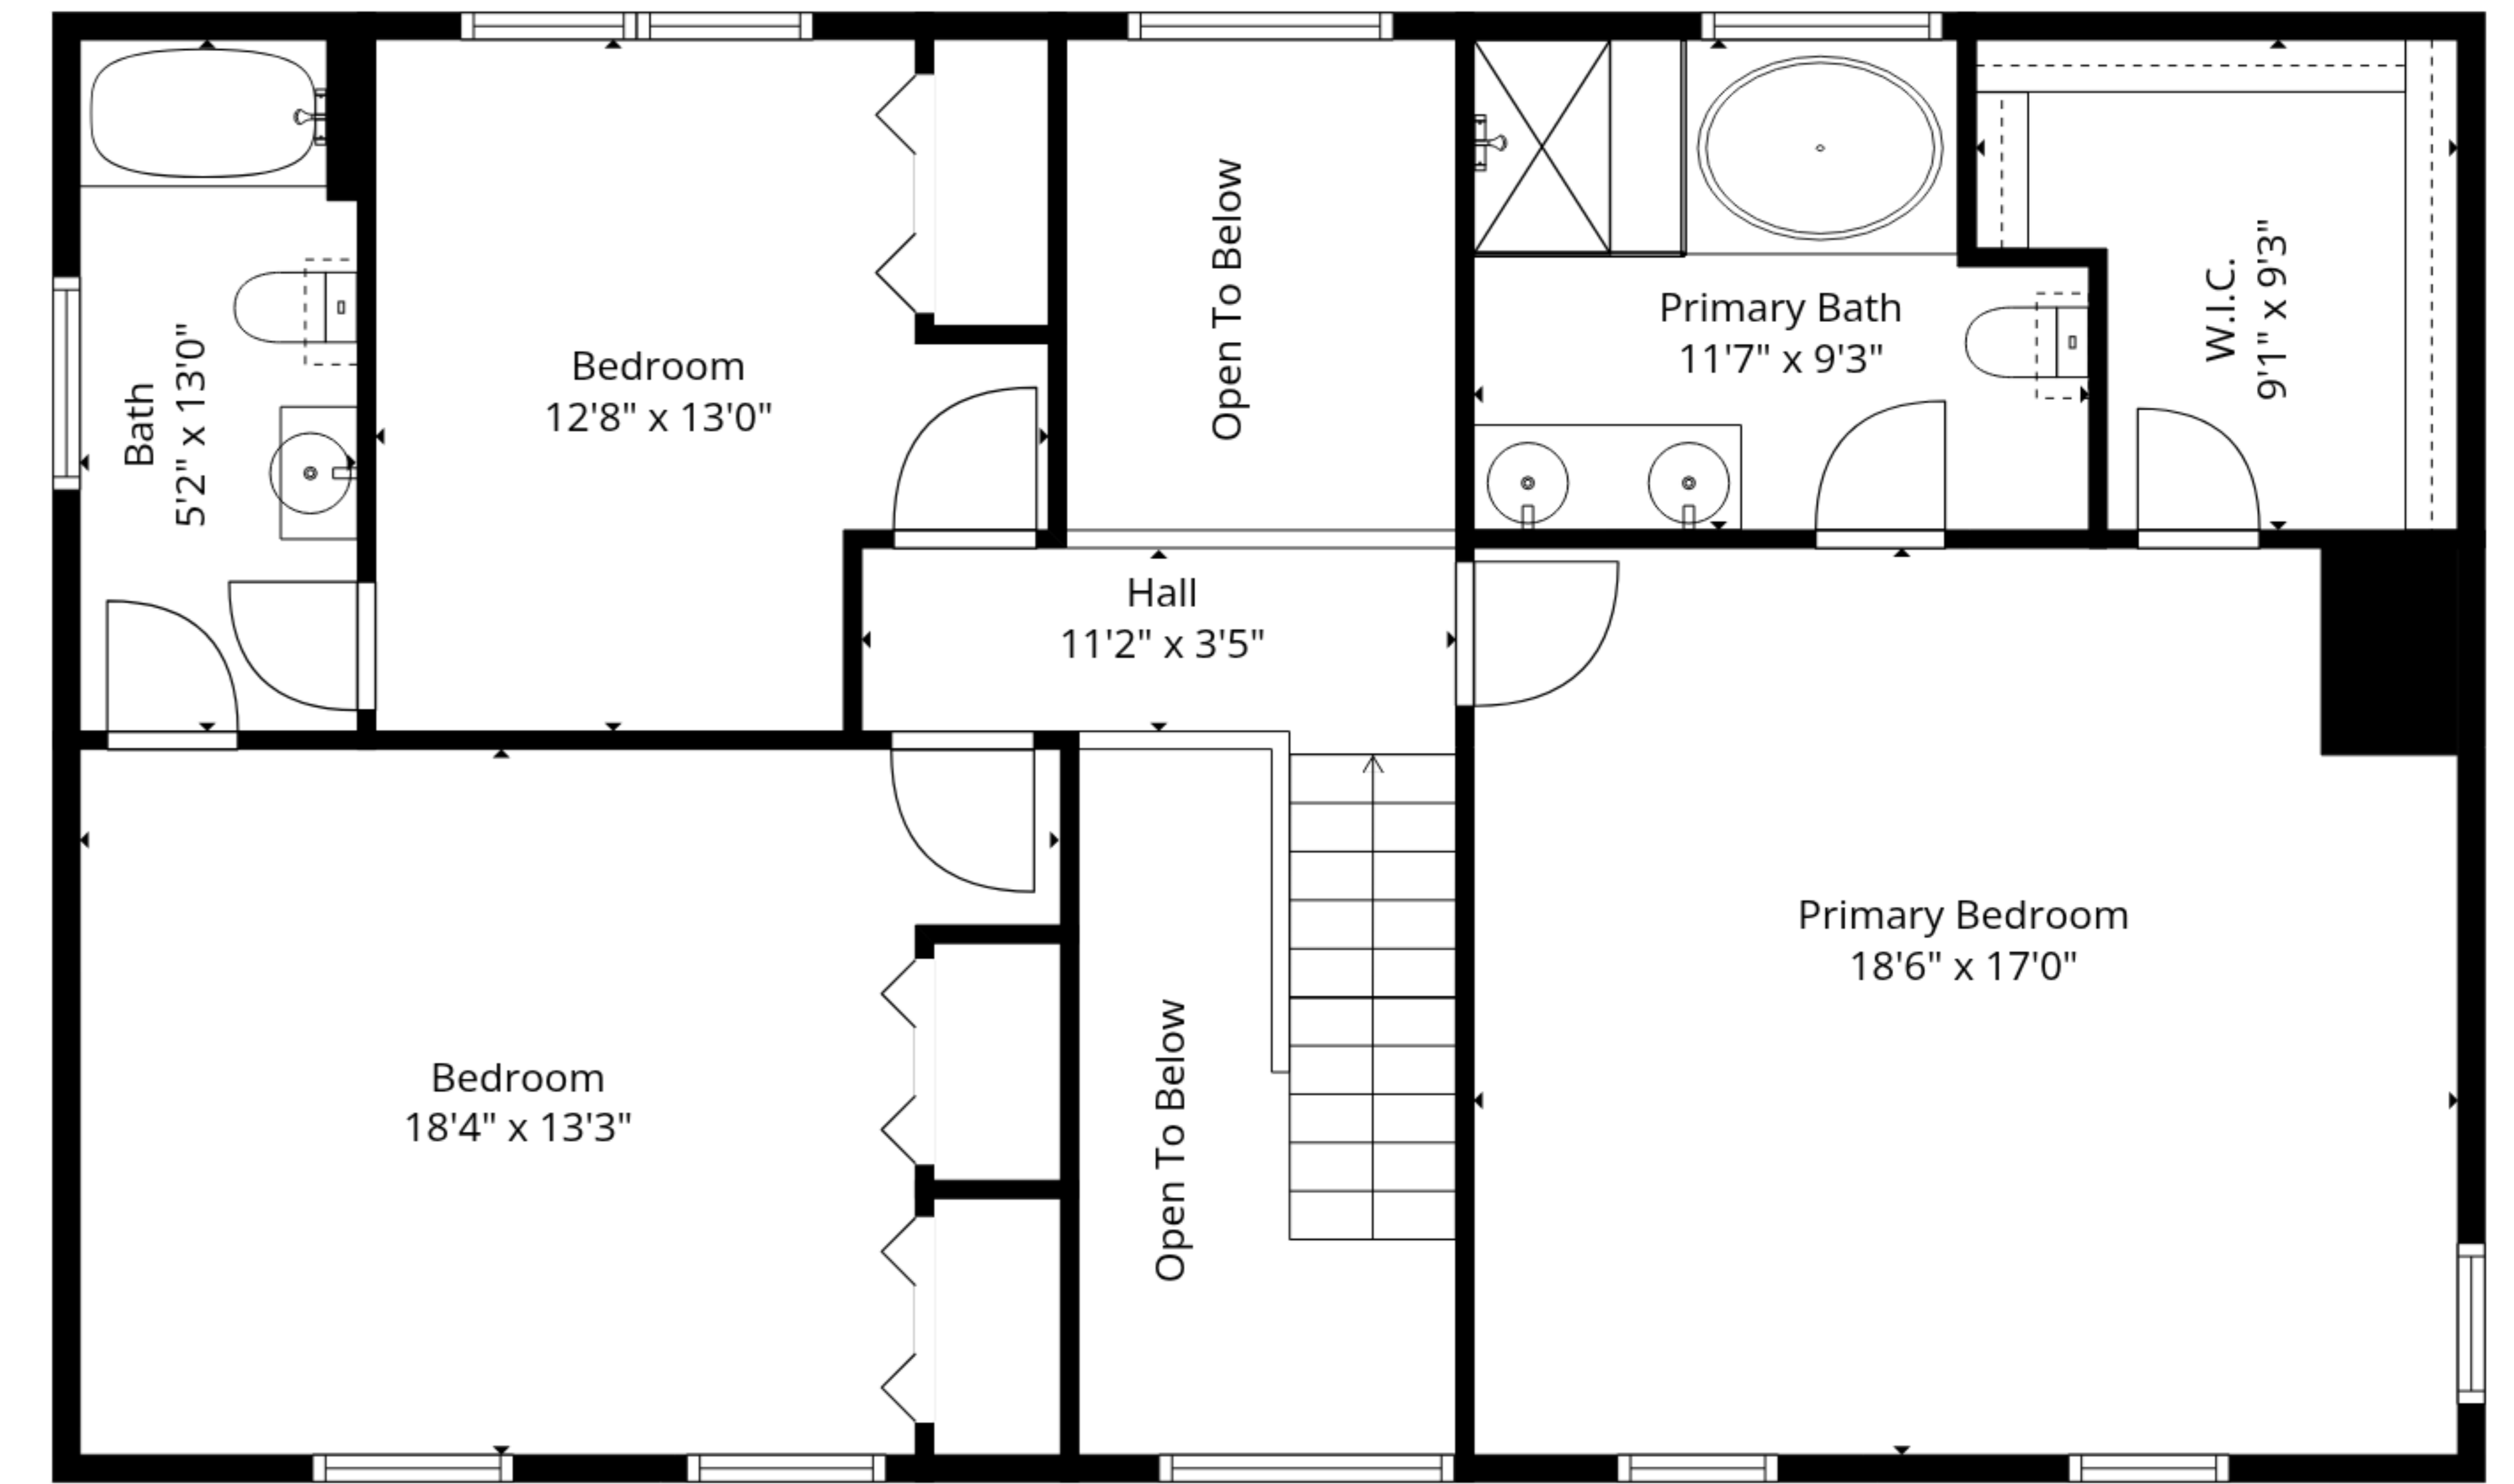 Bath
5'2" x 13'0"
Bedroom
12'8" x 13'0"
Open To Below
Primary Bath
11'7" x 9'3"
W.I.C.
9'1" x 9'3"
Hall
11'2" x 3'5"
Bedroom
18'4" x 13'3"
Open To Below
Primary Bedroom
18'6" x 17'0"